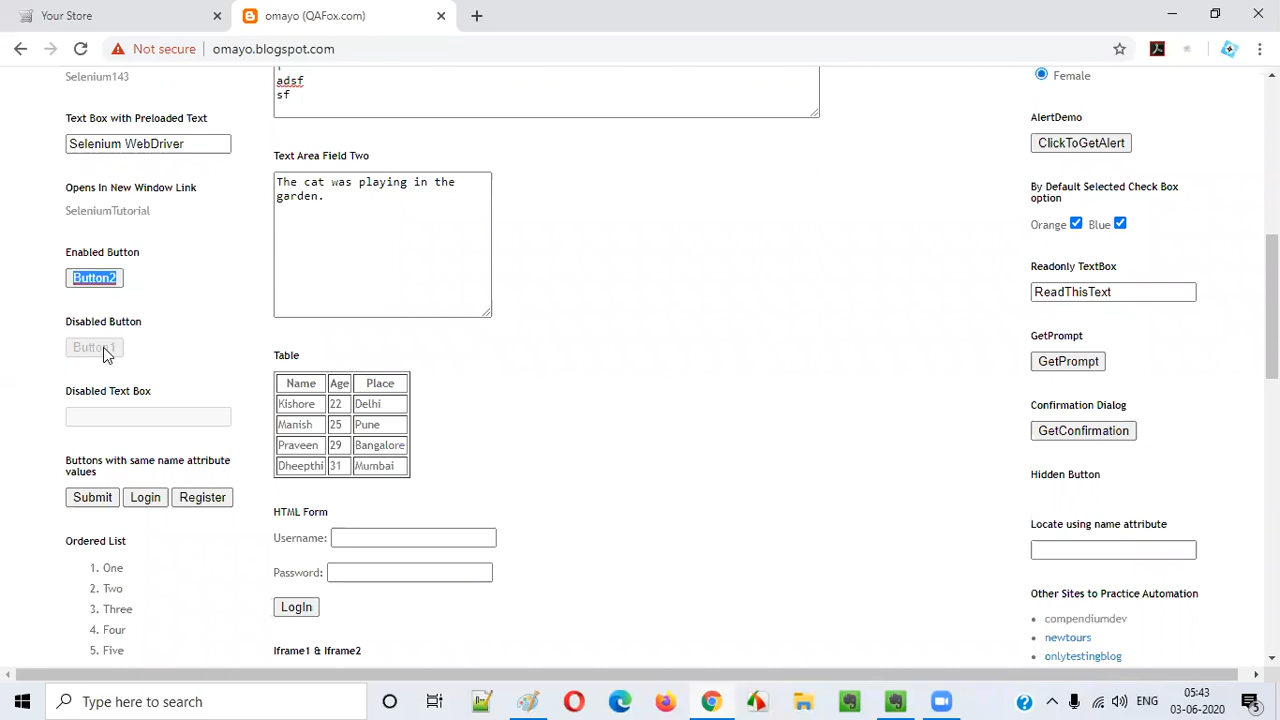 Your Store
omayo (QAFox.com)
Not secure
omayo.blogspot.com
Selenium143
Text Box with Preloaded Text
Selenium WebDriver
Opens In New Window Link
SeleniumTutorial
Enabled Button
Button2
Disabled Button
Button1
Disabled Text Box
Buttons with same name attribute
values
Submit
Login
Register
Ordered List
1. One
2. Two
3. Three
4. Four
5. Five
adsf
sf
Text Area Field Two
The cat was playing in the
garden.
Table
Name Age Place
Kishore 22 Delhi
Manish 25 Pune
Praveen 29 Bangalore
Dheepthi 31 Mumbai
HTML Form
Username:
Password:
LogIn
Iframe1 & Iframe2
Female
AlertDemo
ClickToGetAlert
By Default Selected Check Box
option
Orange Blue
Readonly TextBox
ReadThisText
GetPrompt
GetPrompt
Confirmation Dialog
GetConfirmation
Hidden Button
Locate using name attribute
Other Sites to Practice Automation
compendiumdev
newtours
onlytestingblog
Type here to search
ENG
05:43
03-06-2020
5